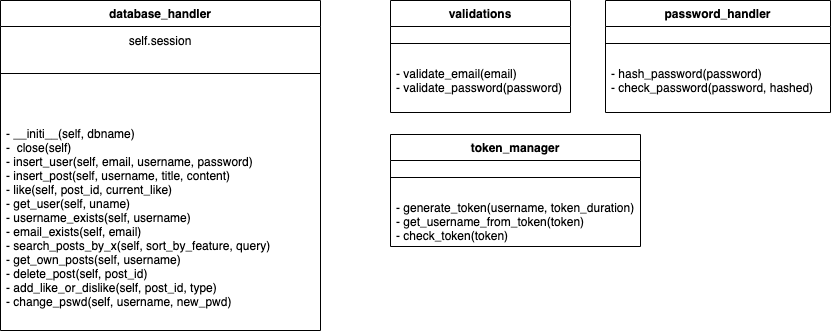 database_handler
self.session
- __initi__(self, dbname)
- close(self)
- insert_user(self, email, username, password)
- insert_post(self, username, title, content)
- like(self, post_id, current_like)
- get_user(self, uname)
- username_exists(self, username)
- email_exists(self, email)
- search_posts_by_x(self, sort_by_feature, query)
- get_own_posts(self, username)
- delete_post(self, post_id)
- add_like_or_dislike(self, post_id, type)
- change_pswd(self, username, new_pwd)
validations
- validate_email(email)
- validate_password(password)
password_handler
- hash_password(password)
- check_password(password, hashed)
token_manager
- generate_token(username, token_duration)
- get_username_from_token(token)
- check_token(token)